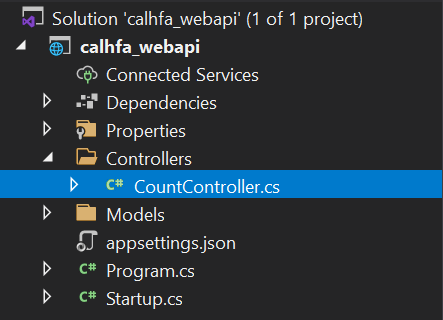 Solution 'calhfa_webapi' (1 of 1 project)
calhfa_webapi
Connected Services
Dependencies
Properties
Controllers
C# CountController.cs
Models
appsettings.json
C# Program.cs
C# Startup.cs